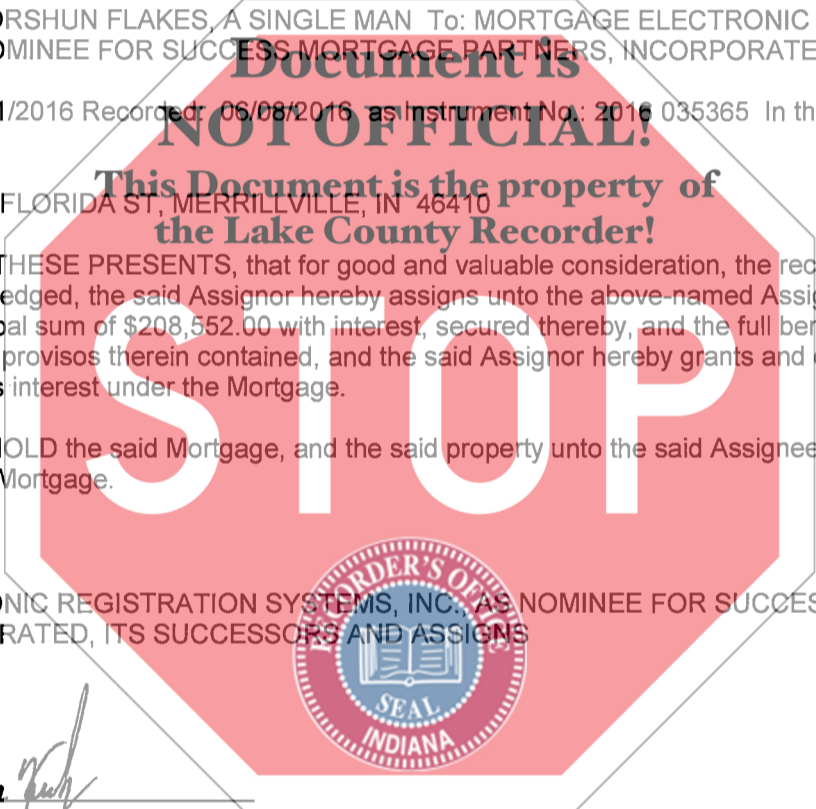 RSHUN FLAKES, A SINGLE MAN To: MORTGAGE ELECTRONIC
OMINEE FOR SUCCESS MORTGAGE PARTNERS, INCORPORATE
Document is
1/2016 Recorded: 06/08/2016 as Instrument No.: 2016 035365 In th
NOT OFFICIAL!
This Document is the property of
FLORIDA ST, MERRILLVILLE, IN 46410
the Lake County Recorder!
THESE PRESENTS, that for good and valuable consideration, the rec
edged, the said Assignor hereby assigns unto the above-named Assig
pal sum of $208,552.00 with interest, secured thereby, and the full ber
provisos therein contained, and the said Assignor hereby grants and
s interest under the Mortgage.
STOP
OLD the said Mortgage, and the said property unto the said Assignee
Mortgage.
NIC REGISTRATION SYSTEMS, INC., AS NOMINEE FOR SUCCES
RATED, ITS SUCCESSORS AND ASSIGNS
RECORDER'S OFFICE
SEAL
INDIANA